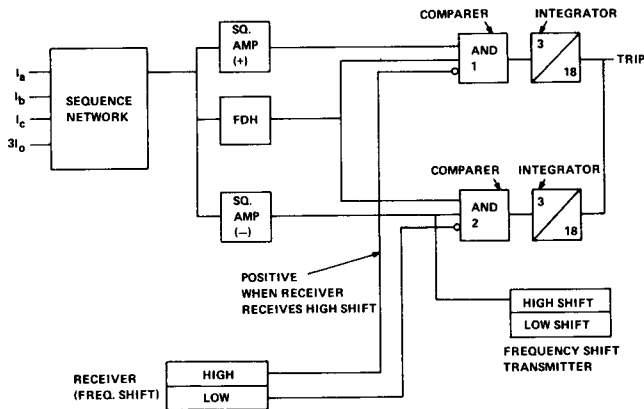 COMPARER
INTEGRATOR
SQ.
AMP
(+)
AND
1
3
18
TRIP
Ia
Ib
Ic
3Io
SEQUENCE
NETWORK
FDH
COMPARER
INTEGRATOR
SQ.
AMP
(−)
AND
2
3
18
POSITIVE
WHEN RECEIVER
RECEIVES HIGH SHIFT
HIGH SHIFT
LOW SHIFT
FREQUENCY SHIFT
TRANSMITTER
RECEIVER
(FREQ. SHIFT)
HIGH
LOW